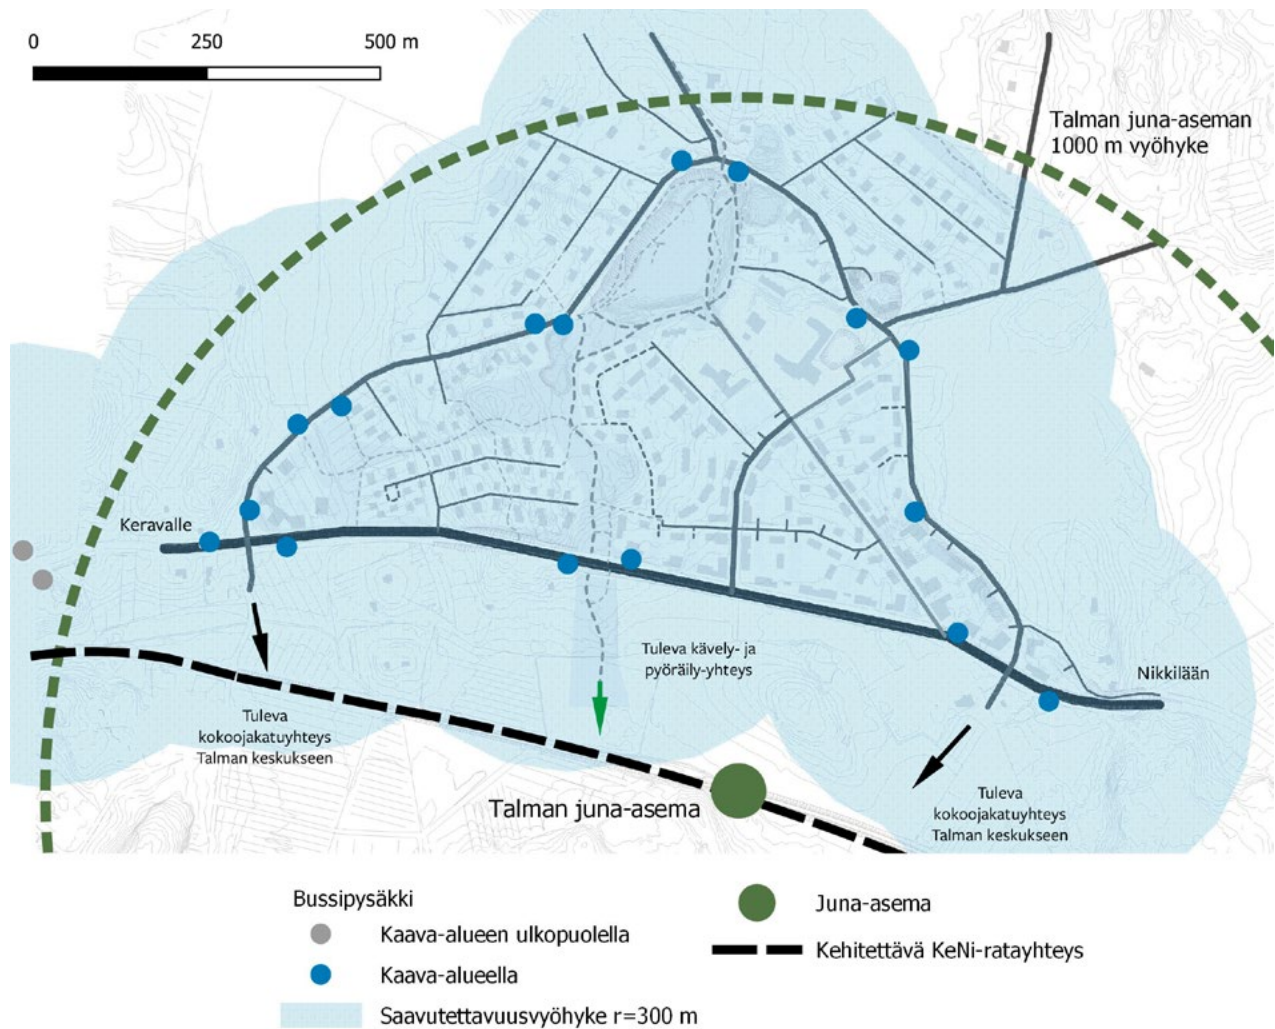 0 250 500 m
Talman juna-aseman
1000 m vyöhyke
Keravalle
Tuleva kävely- ja
pyöräily-yhteys
Nikkilään
Tuleva
kokoojakatuyhteys
Talman keskukseen
Talman juna-asema
Tuleva
kokoojakatuyhteys
Talman keskukseen
Bussipysäkki
Kaava-alueen ulkopuolella
Kaava-alueella
Saavutettavuusvyöhyke r=300 m
Juna-asema
Kehitettävä KeNi-ratayhteys